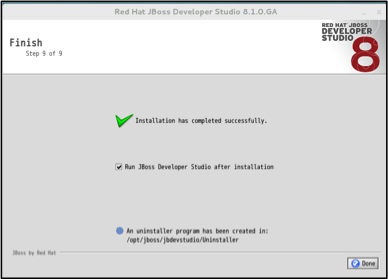 Red Hat JBoss Developer Studio 8.1.0.GA
Finish
Step 9 of 9
RED HAT JBOSS
DEVELOPER
STUDIO
8
Installation has completed successfully.
Run JBoss Developer Studio after installation
An uninstaller program has been created in:
/opt/jboss/jbdevstudio/Uninstaller
JBoss by Red Hat
Done